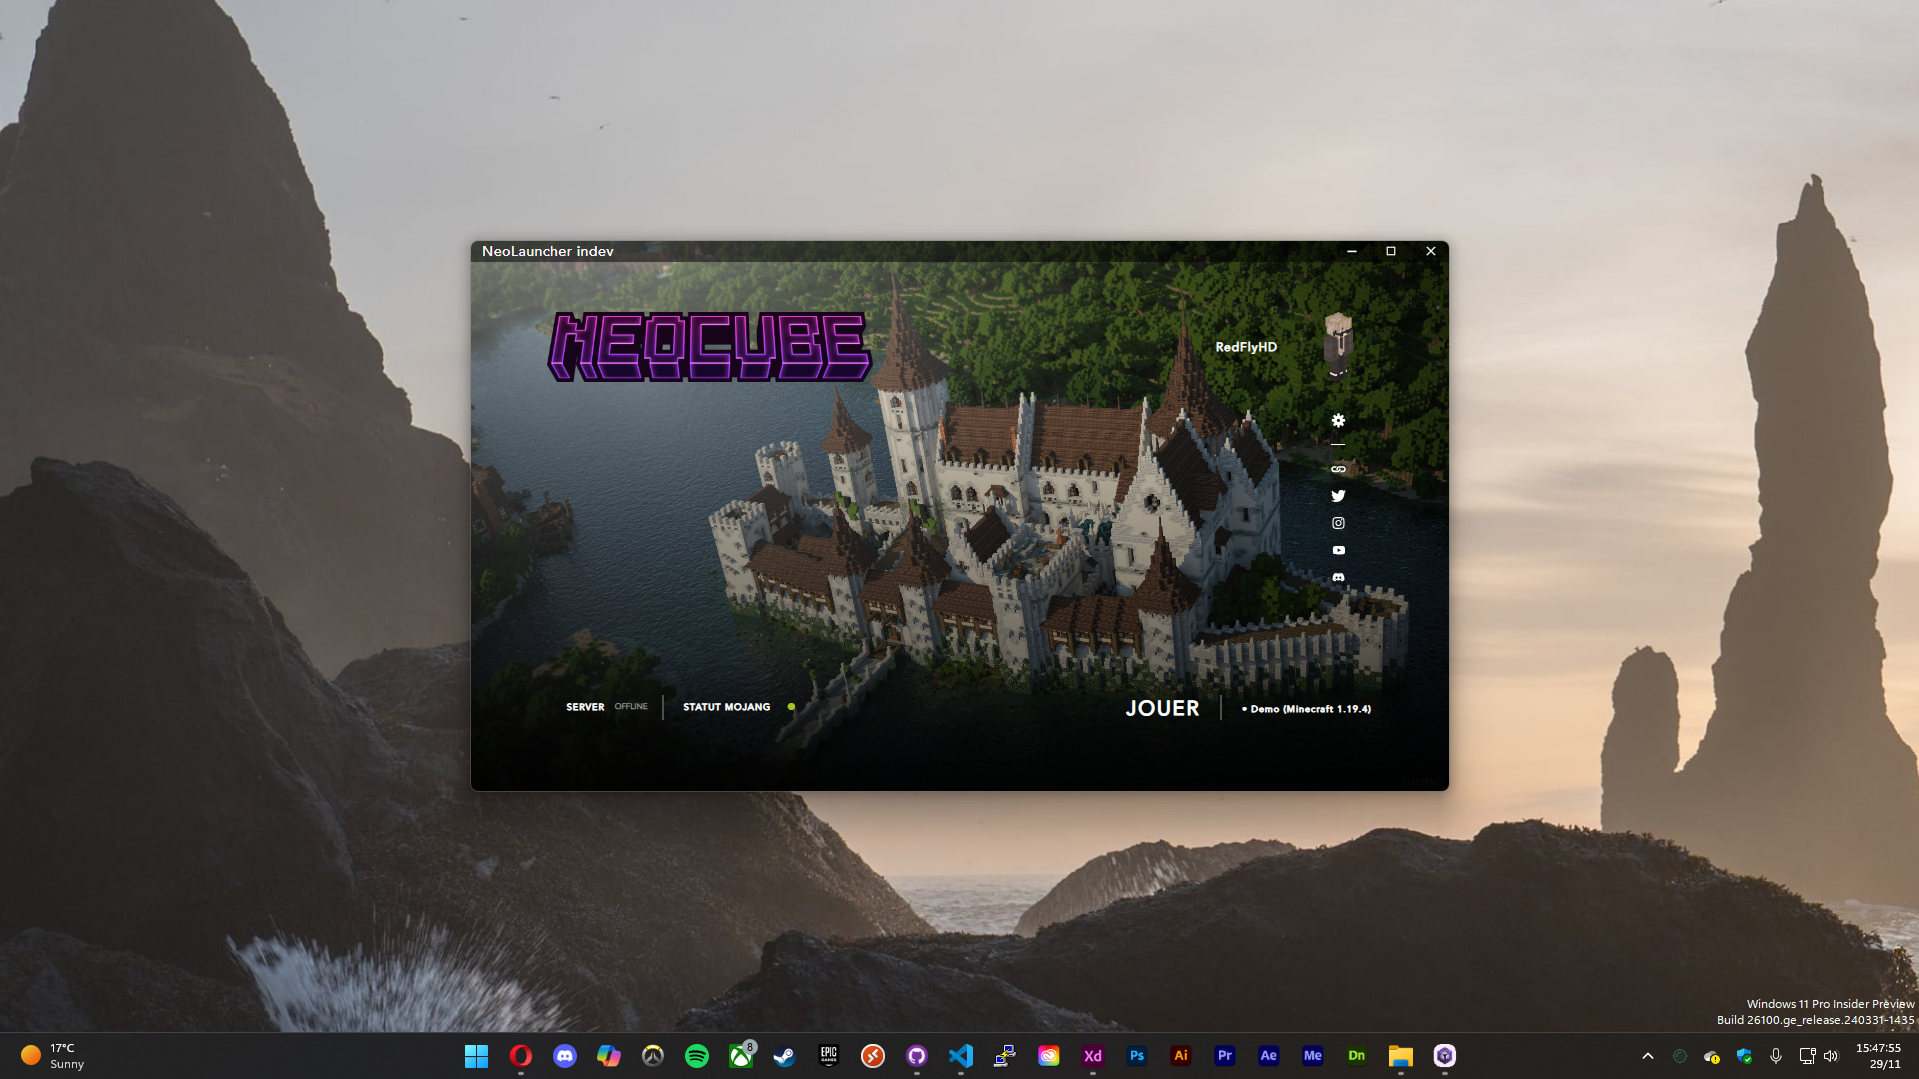 NeoLauncher indev
NEOCUBE
RedFlyHD
SERVER OFFLINE
STATUT MOJANG
JOUER
• Demo (Minecraft 1.19.4)
Windows 11 Pro Insider Preview
Build 26100.ge_release.240331-1435
17°C
Sunny
8
EPIC
GAMES
Xd
Ps
Ai
Pr
Ae
Me
Dn
15:47:55
29/11